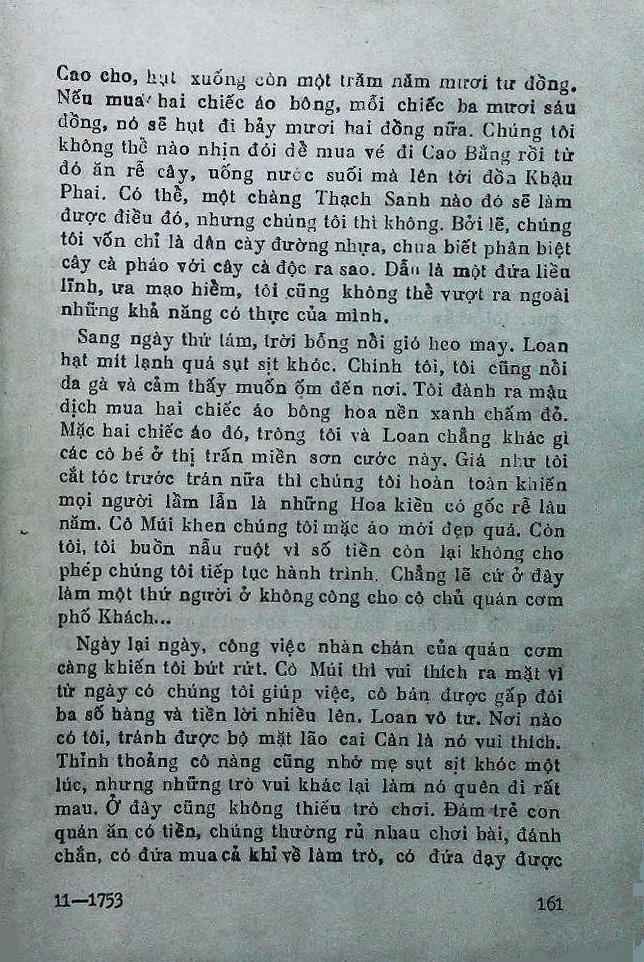 Cao cho, hụt xuống còn một trăm năm mươi tư đồng.
Nếu mua hai chiếc áo bông, mỗi chiếc ba mươi sáu
đồng, nó sẽ hụt đi bảy mươi hai đồng nữa. Chúng tôi
không thể nào nhịn đói để mua vé đi Cao Bằng rồi từ
đó ăn rễ cây, uống nước suối mà lên tới đồn Khậu
Phai. Có thể, một chàng Thạch Sanh nào đó sẽ làm
được điều đó, nhưng chúng tôi thì không. Bởi lẽ, chúng
tôi vốn chỉ là dân cày đường nhựa, chưa biết phân biệt
cây cà pháo với cây cà độc ra sao. Dẫu là một đứa liều
lĩnh, ưa mạo hiểm, tôi cũng không thể vượt ra ngoài
những khả năng có thực của mình.
Sang ngày thứ tám, trời bỗng nổi gió heo may. Loan
hạt mít lạnh quá sụt sịt khóc. Chính tôi, tôi cũng nổi
da gà và cảm thấy muốn ốm đến nơi. Tôi đành ra mậu
dịch mua hai chiếc áo bông hoa nền xanh chấm đỏ.
Mặc hai chiếc áo đó, trông tôi và Loan chẳng khác gì
các cô bé ở thị trấn miền sơn cước này. Giá như tôi
cắt tóc trước trán nữa thì chúng tôi hoàn toàn khiến
mọi người lầm lẫn là những Hoa kiều có gốc rễ lâu
năm. Cô Múi khen chúng tôi mặc áo mới đẹp quá. Còn
tôi, tôi buồn nẫu ruột vì số tiền còn lại không cho
phép chúng tôi tiếp tục hành trình. Chẳng lẽ cứ ở đây
làm một thứ người ở không công cho cô chủ quán cơm
phố Khách...
Ngày lại ngày, công việc nhàn chán của quán cơm
càng khiến tôi bứt rứt. Cô Múi thì vui thích ra mặt vì
từ ngày có chúng tôi giúp việc, cô bán được gấp đôi
ba số hàng và tiền lời nhiều lên. Loan vô tư. Nơi nào
có tôi, tránh được bộ mặt lão cai Càn là nó vui thích.
Thỉnh thoảng cô nàng cũng nhớ mẹ sụt sịt khóc một
lúc, nhưng những trò vui khác lại làm nó quên đi rất
mau. Ở đây cũng không thiếu trò chơi. Đám trẻ con
quán ăn có tiền, chúng thường rủ nhau chơi bài, đánh
chắn, có đứa mua cả khỉ về làm trò, có đứa dạy được
11—1753
161